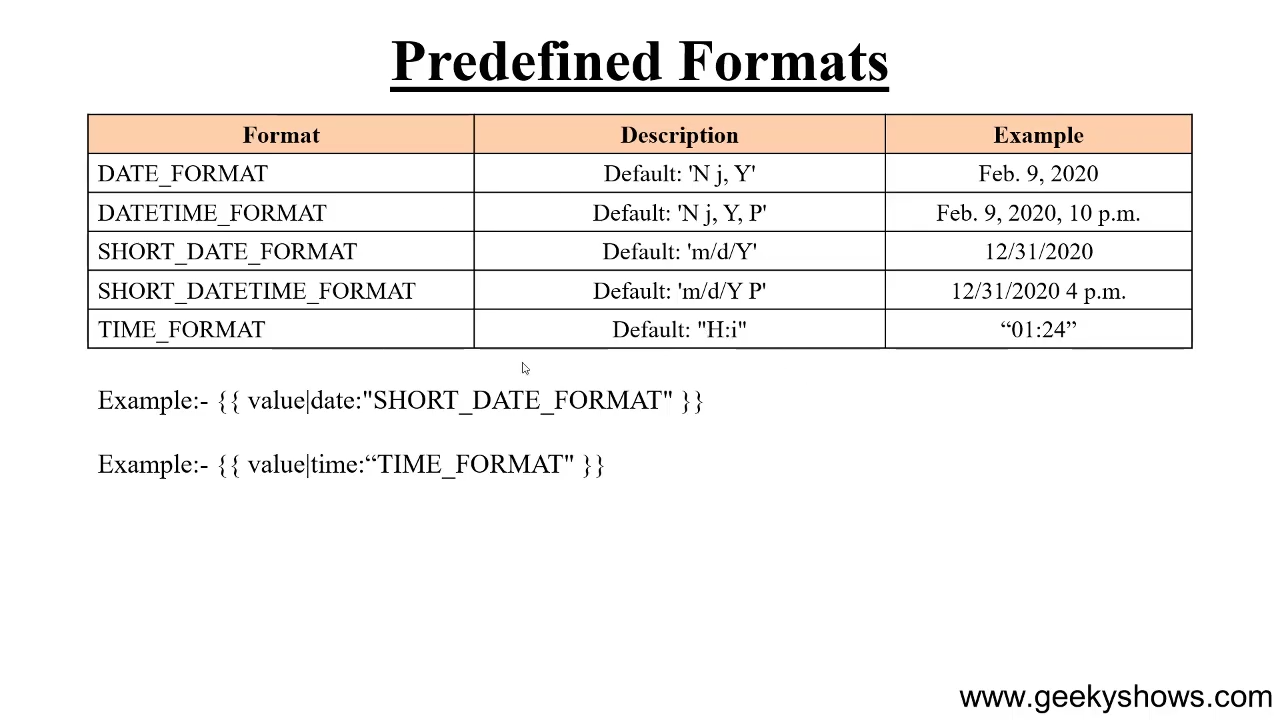 Predefined Formats
Format Description Example
DATE_FORMAT Default: 'N j, Y' Feb. 9, 2020
DATETIME_FORMAT Default: 'N j, Y, P' Feb. 9, 2020, 10 p.m.
SHORT_DATE_FORMAT Default: 'm/d/Y' 12/31/2020
SHORT_DATETIME_FORMAT Default: 'm/d/Y P' 12/31/2020 4 p.m.
TIME_FORMAT Default: "H:i" “01:24”
Example:- {{ value|date:"SHORT_DATE_FORMAT" }}
Example:- {{ value|time:“TIME_FORMAT" }}
www.geekyshows.com